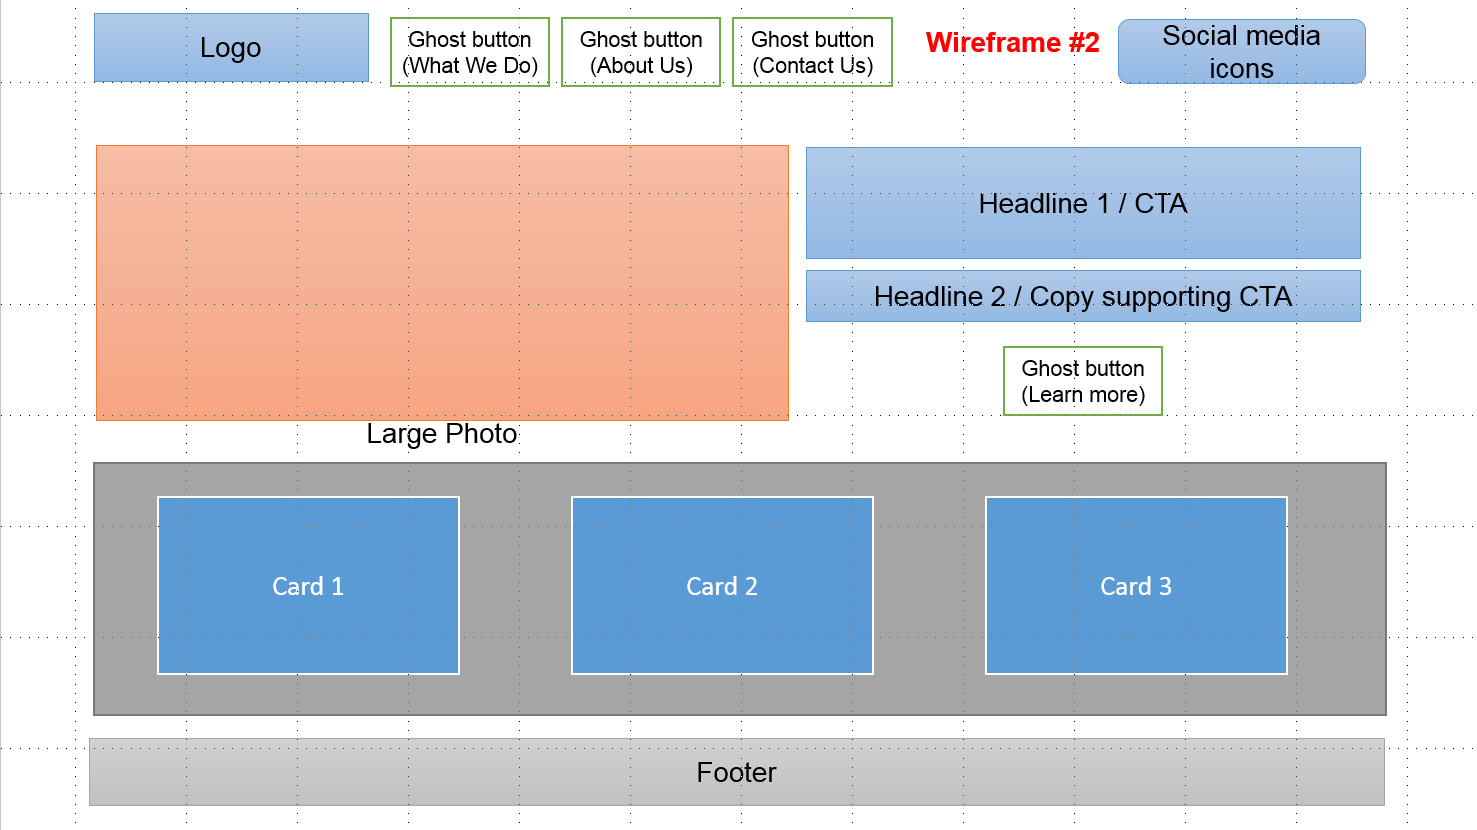 Logo
Ghost button
(What We Do)
Ghost button
(About Us)
Ghost button
(Contact Us)
Wireframe #2
Social media
icons
Headline 1 / CTA
Headline 2 / Copy supporting CTA
Ghost button
(Learn more)
Large Photo
Card 1
Card 2
Card 3
Footer